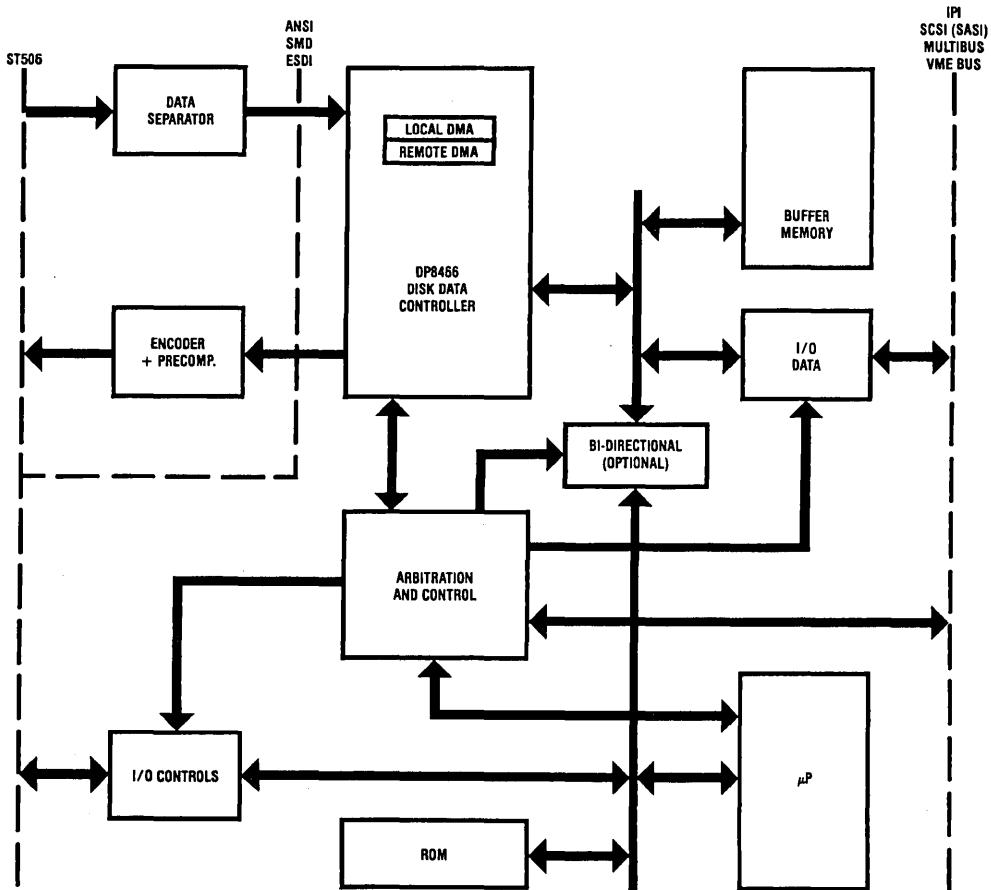 ST506
ANSI
SMD
ESDI
IPI
SCSI (SASI)
MULTIBUS
VME BUS
DATA
SEPARATOR
LOCAL DMA
REMOTE DMA
DP8466
DISK DATA
CONTROLLER
BUFFER
MEMORY
ENCODER
+ PRECOMP.
I/O
DATA
BI-DIRECTIONAL
(OPTIONAL)
ARBITRATION
AND CONTROL
I/O CONTROLS
μP
ROM